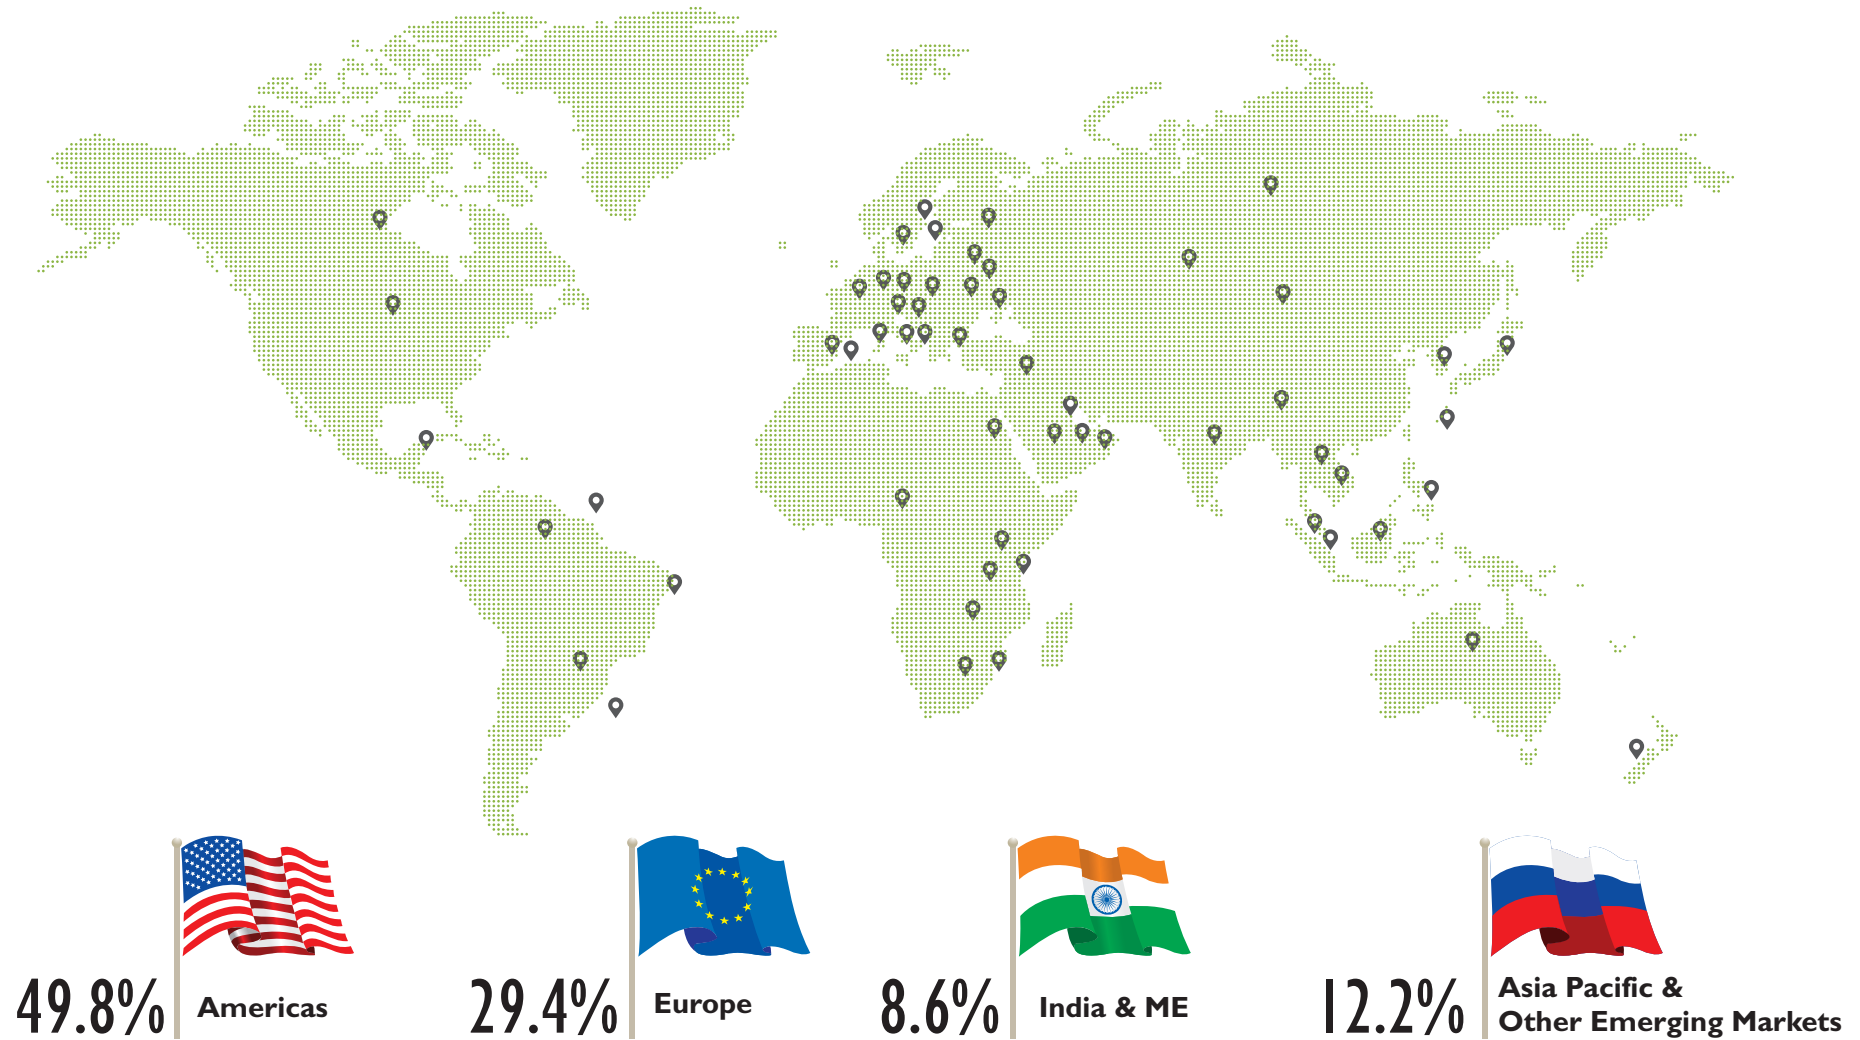 49.8% Americas
29.4% Europe
8.6% India & ME
12.2% Asia Pacific &
Other Emerging Markets